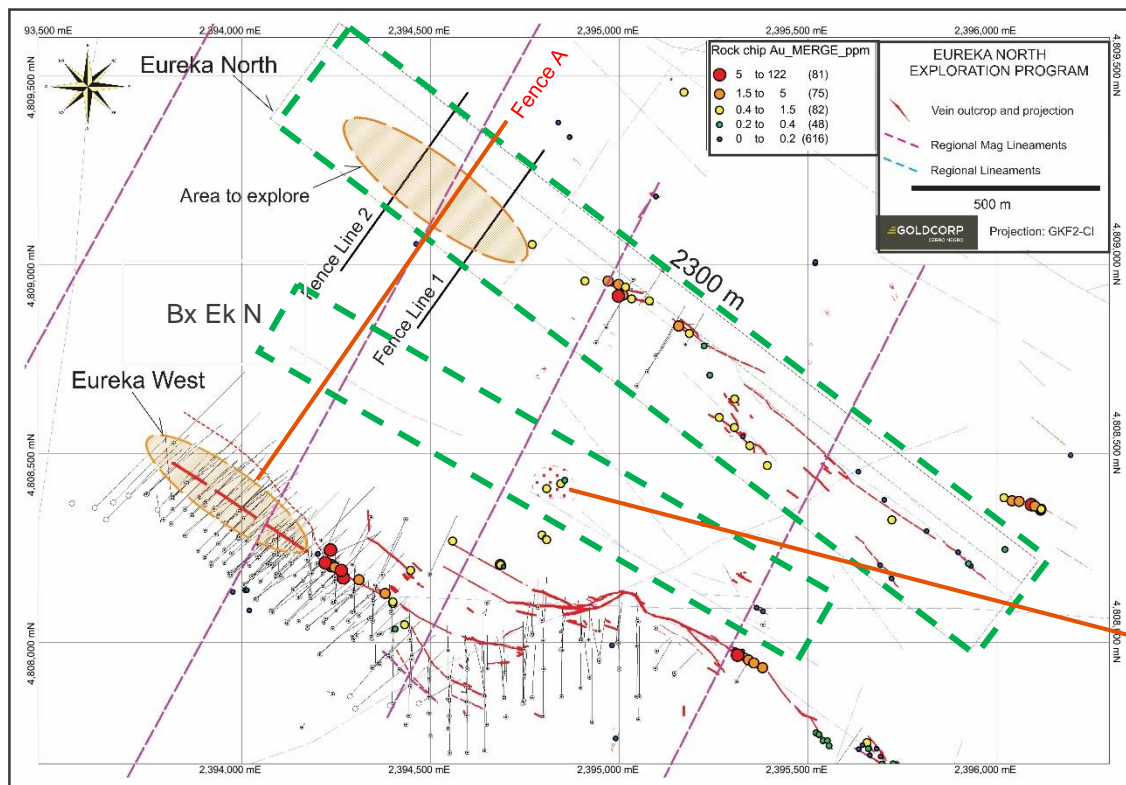 93,500 mE
2,394,000 mE
2,394,500 mE
2,395,000 mE
2,395,500 mE
2,396,000 mE
4,809,500 mN
4,809,000 mN
4,808,500 mN
4,808,000 mN
Eureka North
Fence A
Area to explore
Fence Line 2
Fence Line 1
2300 m
Bx Ek N
Eureka West
Rock chip Au_MERGE_ppm
5 to 122 (81)
1.5 to 5 (75)
0.4 to 1.5 (82)
0.2 to 0.4 (48)
0 to 0.2 (616)
EUREKA NORTH
EXPLORATION PROGRAM
Vein outcrop and projection
Regional Mag Lineaments
Regional Lineaments
500 m
GOLDCORP
CERRO NEGRO
Projection: GKF2-CI
4,809,500 mN
4,809,000 mN
4,808,500 mN
4,808,000 mN
2,394,000 mE
2,394,500 mE
2,395,000 mE
2,395,500 mE
2,396,000 mE